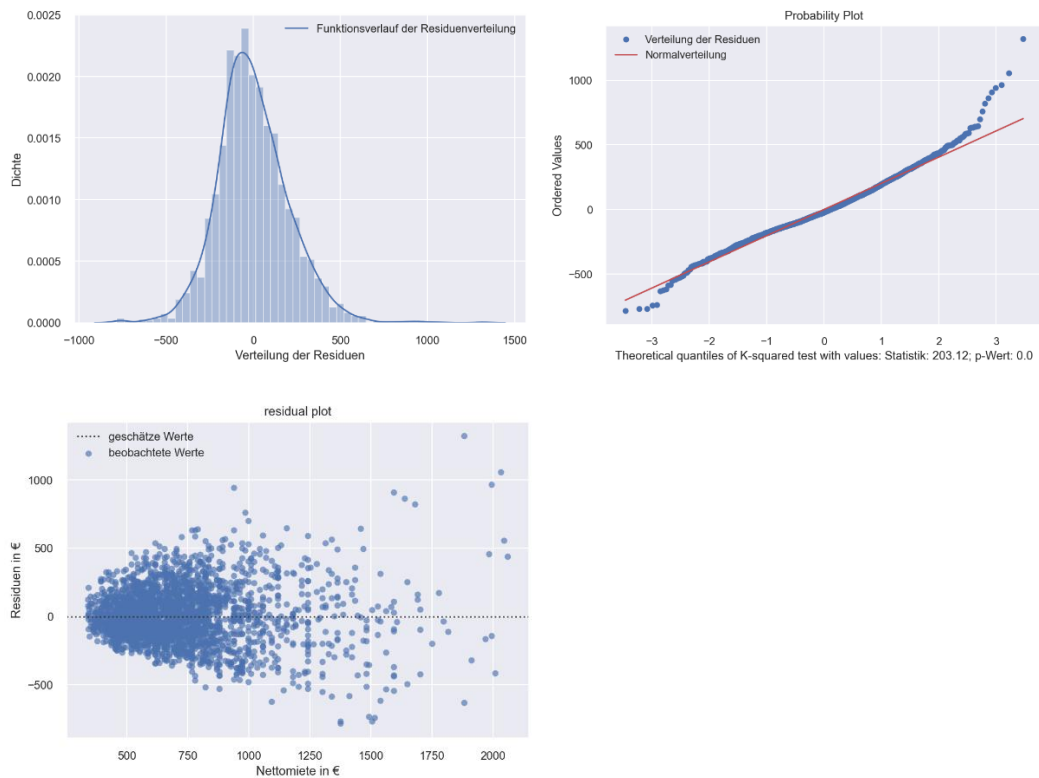 0.0025
0.0020
0.0015
0.0010
0.0005
0.0000
Dichte
Funktionsverlauf der Residuenverteilung
−1000 −500 0 500 1000 1500
Verteilung der Residuen
Probability Plot
Verteilung der Residuen
Normalverteilung
1000
500
0
−500
Ordered Values
−3 −2 −1 0 1 2 3
Theoretical quantiles of K-squared test with values: Statistik: 203.12; p-Wert: 0.0
residual plot
geschätze Werte
beobachtete Werte
1000
500
0
−500
Residuen in €
500 750 1000 1250 1500 1750 2000
Nettomiete in €